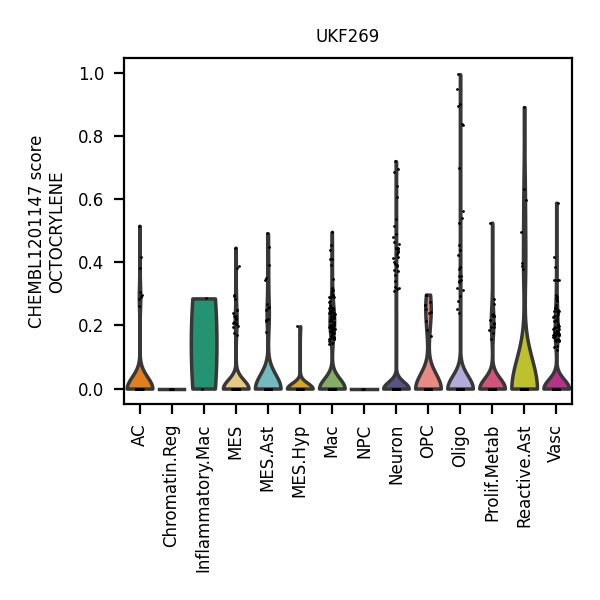 UKF269
CHEMBL1201147 score
OCTOCRYLENE
1.0
0.8
0.6
0.4
0.2
0.0
AC
Chromatin.Reg
Inflammatory.Mac
MES
MES.Ast
MES.Hyp
Mac
NPC
Neuron
OPC
Oligo
Prolif.Metab
Reactive.Ast
Vasc